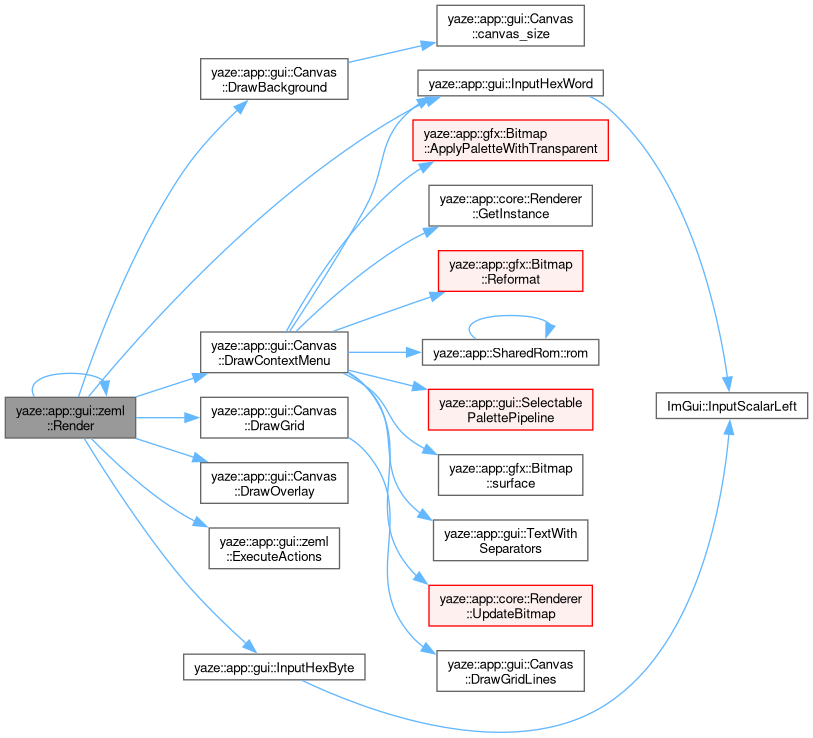 yaze::app::gui::Canvas
::canvas_size
yaze::app::gui::Canvas
::DrawBackground
yaze::app::gui::InputHexWord
yaze::app::gfx::Bitmap
::ApplyPaletteWithTransparent
yaze::app::core::Renderer
::GetInstance
yaze::app::gfx::Bitmap
::Reformat
yaze::app::gui::Canvas
::DrawContextMenu
yaze::app::SharedRom::rom
yaze::app::gui::zeml
::Render
yaze::app::gui::Canvas
::DrawGrid
yaze::app::gui::Selectable
PalettePipeline
ImGui::InputScalarLeft
yaze::app::gui::Canvas
::DrawOverlay
yaze::app::gfx::Bitmap
::surface
yaze::app::gui::zeml
::ExecuteActions
yaze::app::gui::TextWith
Separators
yaze::app::core::Renderer
::UpdateBitmap
yaze::app::gui::InputHexByte
yaze::app::gui::Canvas
::DrawGridLines